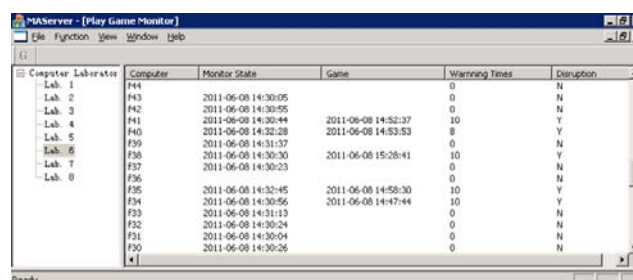 MAServer - [Play Game Monitor]
File Function View Window Help
G
Computer Laborator
Lab. 1
Lab. 2
Lab. 3
Lab. 4
Lab. 5
Lab. 6
Lab. 7
Lab. 8
Computer Monitor State Game Warnning Times Disruption
f44 0 N
f43 2011-06-08 14:30:05 0 N
f42 2011-06-08 14:30:55 0 N
f41 2011-06-08 14:30:44 2011-06-08 14:52:37 10 Y
f40 2011-06-08 14:32:28 2011-06-08 14:53:53 8 Y
f39 2011-06-08 14:31:37 0 N
f38 2011-06-08 14:30:30 2011-06-08 15:28:41 10 Y
f37 2011-06-08 14:30:23 0 N
f36 0 N
f35 2011-06-08 14:32:45 2011-06-08 14:58:30 10 Y
f34 2011-06-08 14:30:56 2011-06-08 14:47:44 10 Y
f33 2011-06-08 14:31:13 0 N
f32 2011-06-08 14:30:24 0 N
f31 2011-06-08 14:30:04 0 N
f30 2011-06-08 14:30:26 0 N
Ready